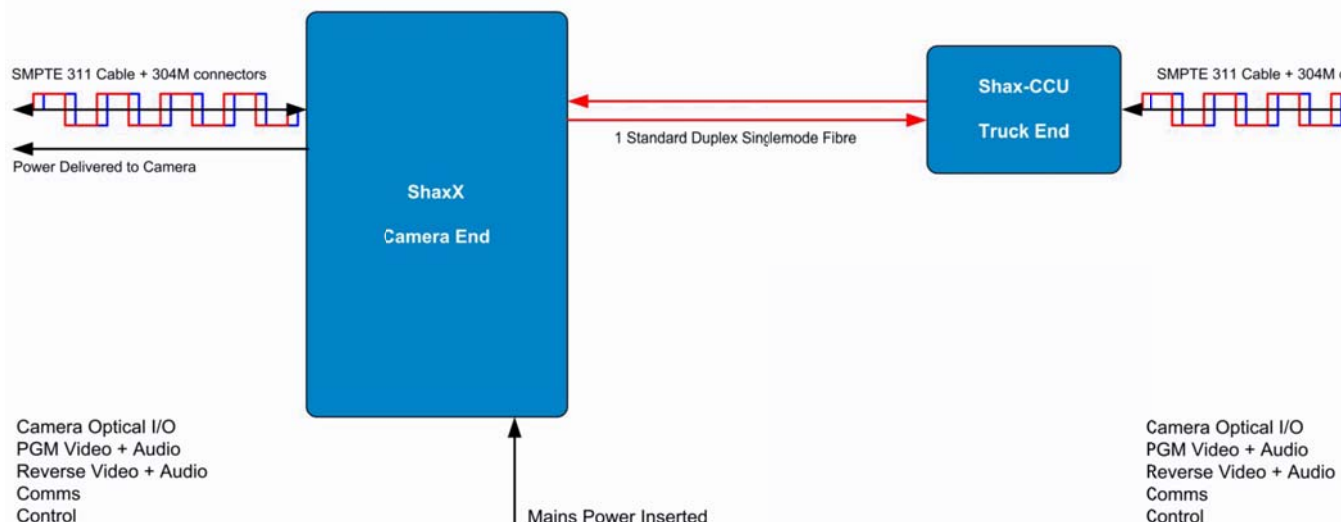 SMPTE 311 Cable + 304M connectors
Power Delivered to Camera
ShaxX
Camera End
1 Standard Duplex Singlemode Fibre
Shax-CCU
Truck End
SMPTE 311 Cable + 304M
Camera Optical I/O
PGM Video + Audio
Reverse Video + Audio
Comms
Control
Mains Power Inserted
Camera Optical I/O
PGM Video + Audio
Reverse Video + Audio
Comms
Control